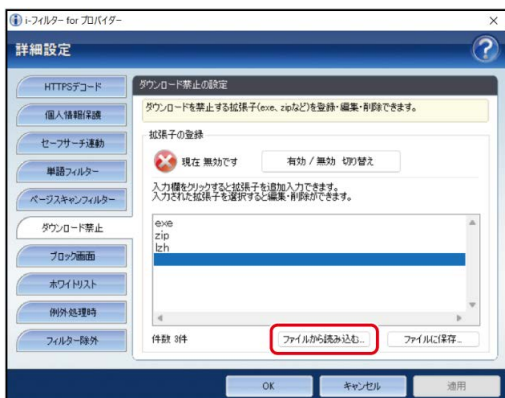 i-フィルター for プロバイダー
詳細設定
?
HTTPSデコード
個人情報保護
セーフサーチ連動
単語フィルター
ページスキャンフィルター
ダウンロード禁止
ブロック画面
ホワイトリスト
例外処理時
フィルター除外
ダウンロード禁止の設定
ダウンロードを禁止する拡張子(exe、zipなど)を登録・編集・削除できます。
拡張子の登録
現在 無効です
有効 / 無効 切り替え
入力欄をクリックすると拡張子を追加入力できます。
入力された拡張子を選択すると編集・削除ができます。
exe
zip
lzh
件数 3件
ファイルから読み込む...
ファイルに保存...
OK
キャンセル
適用